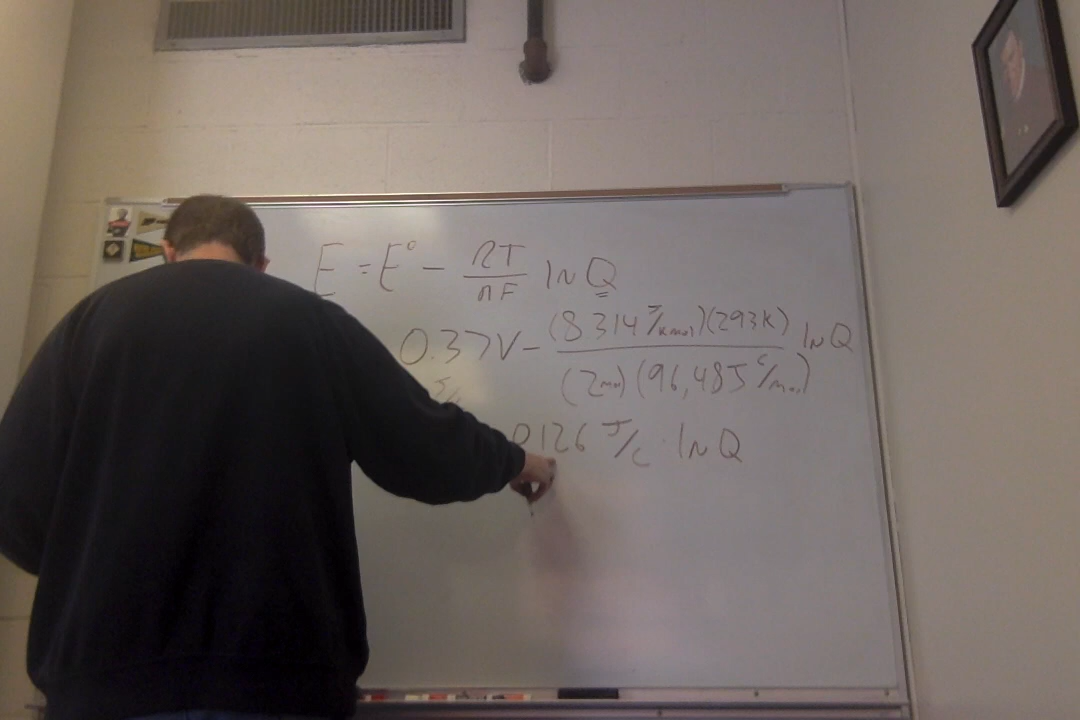 E = E° - RT/nF ln Q
0.37V - (8.314 J/K mol)(293K)/(2 mol)(96,485 C/mol) ln Q
0126 J/C · ln Q